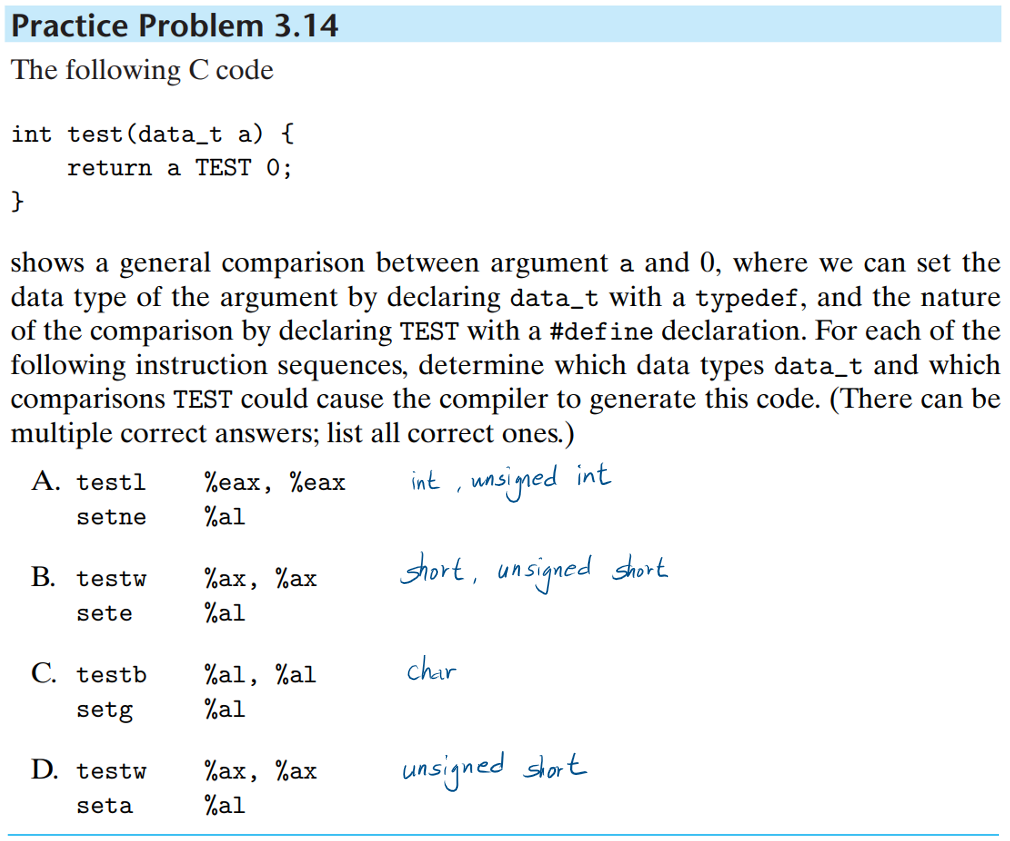 Practice Problem 3.14
The following C code
int test(data_t a) {
    return a TEST 0;
}
shows a general comparison between argument a and 0, where we can set the
data type of the argument by declaring data_t with a typedef, and the nature
of the comparison by declaring TEST with a #define declaration. For each of the
following instruction sequences, determine which data types data_t and which
comparisons TEST could cause the compiler to generate this code. (There can be
multiple correct answers; list all correct ones.)
A. testl %eax, %eax int , unsigned int
setne %al
B. testw %ax, %ax short, unsigned short
sete %al
C. testb %al, %al char
setg %al
D. testw %ax, %ax unsigned short
seta %al